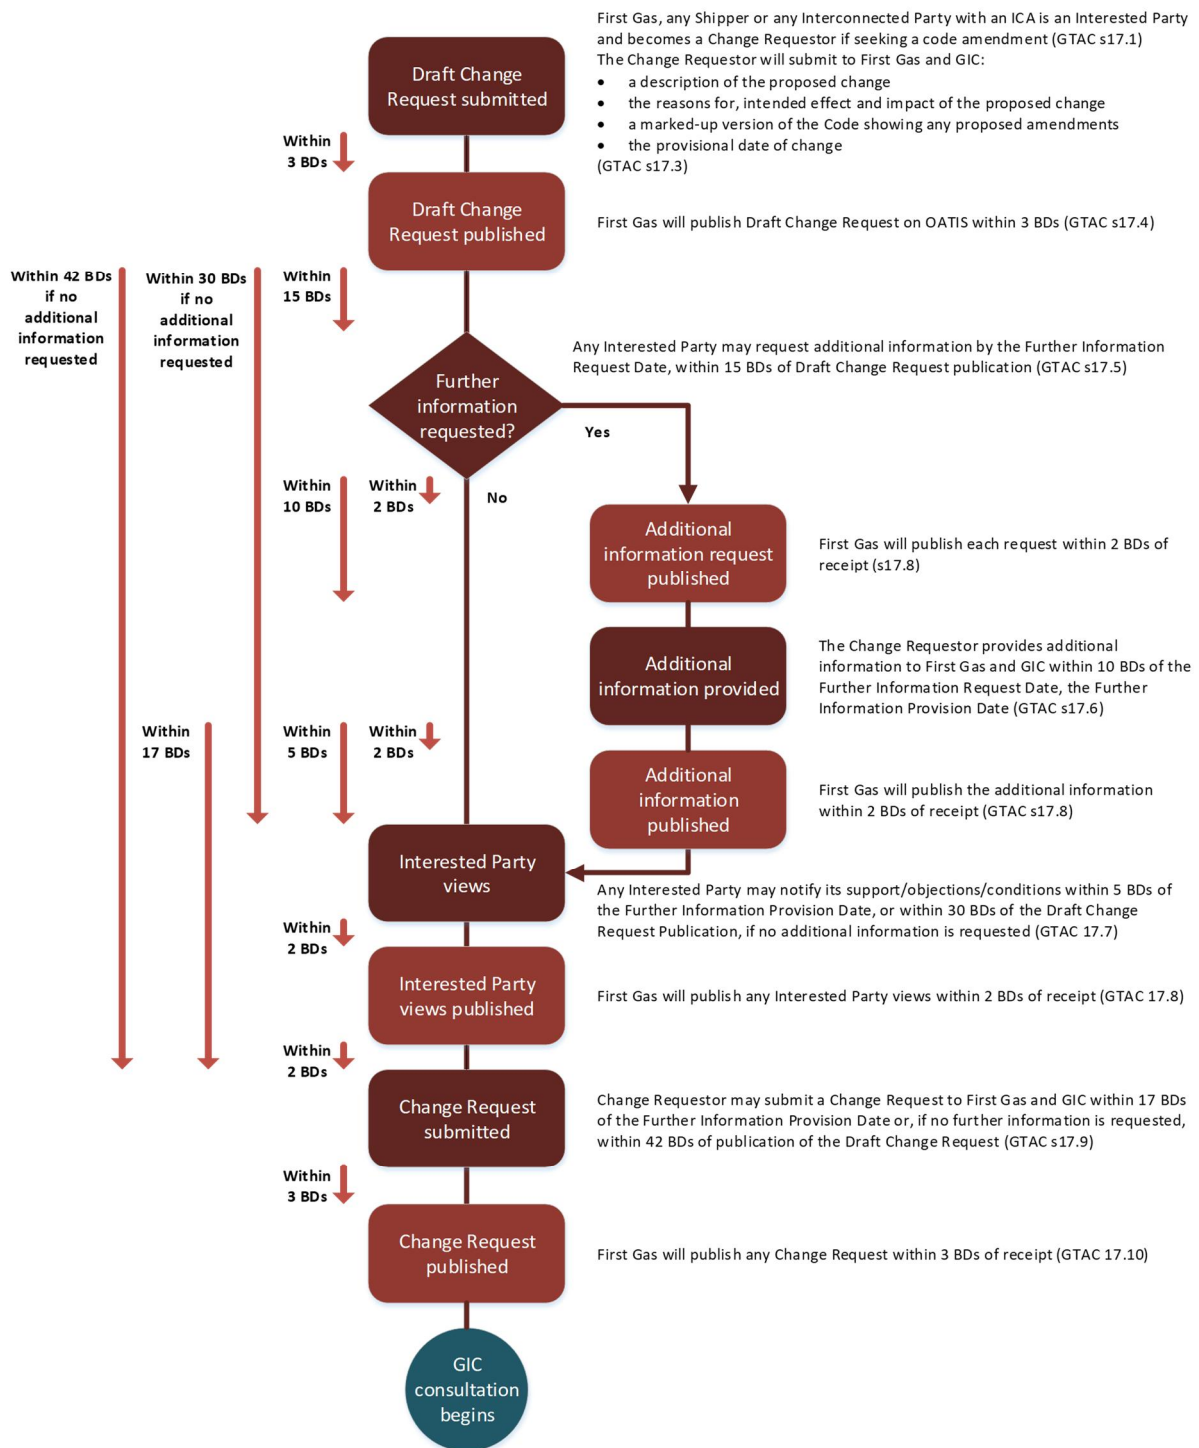 First Gas, any Shipper or any Interconnected Party with an ICA is an Interested Party
and becomes a Change Requestor if seeking a code amendment (GTAC s17.1)
The Change Requestor will submit to First Gas and GIC:
• a description of the proposed change
• the reasons for, intended effect and impact of the proposed change
• a marked-up version of the Code showing any proposed amendments
• the provisional date of change
(GTAC s17.3)
Draft Change
Request submitted
Within
3 BDs
Draft Change
Request published
First Gas will publish Draft Change Request on OATIS within 3 BDs (GTAC s17.4)
Within 42 BDs
if no
additional
information
requested
Within 30 BDs
if no
additional
information
requested
Within
15 BDs
Any Interested Party may request additional information by the Further Information
Request Date, within 15 BDs of Draft Change Request publication (GTAC s17.5)
Further
information
requested?
Yes
No
Within
10 BDs
Within
2 BDs
Additional
information request
published
First Gas will publish each request within 2 BDs of
receipt (s17.8)
Additional
information provided
The Change Requestor provides additional
information to First Gas and GIC within 10 BDs of the
Further Information Request Date, the Further
Information Provision Date (GTAC s17.6)
Within
17 BDs
Within
5 BDs
Within
2 BDs
Additional
information
published
First Gas will publish the additional information
within 2 BDs of receipt (GTAC s17.8)
Interested Party
views
Any Interested Party may notify its support/objections/conditions within 5 BDs of
the Further Information Provision Date, or within 30 BDs of the Draft Change
Request Publication, if no additional information is requested (GTAC 17.7)
Within
2 BDs
Interested Party
views published
First Gas will publish any Interested Party views within 2 BDs of receipt (GTAC 17.8)
Within
2 BDs
Change Request
submitted
Change Requestor may submit a Change Request to First Gas and GIC within 17 BDs
of the Further Information Provision Date or, if no further information is requested,
within 42 BDs of publication of the Draft Change Request (GTAC s17.9)
Within
3 BDs
Change Request
published
First Gas will publish any Change Request within 3 BDs of receipt (GTAC 17.10)
GIC
consultation
begins